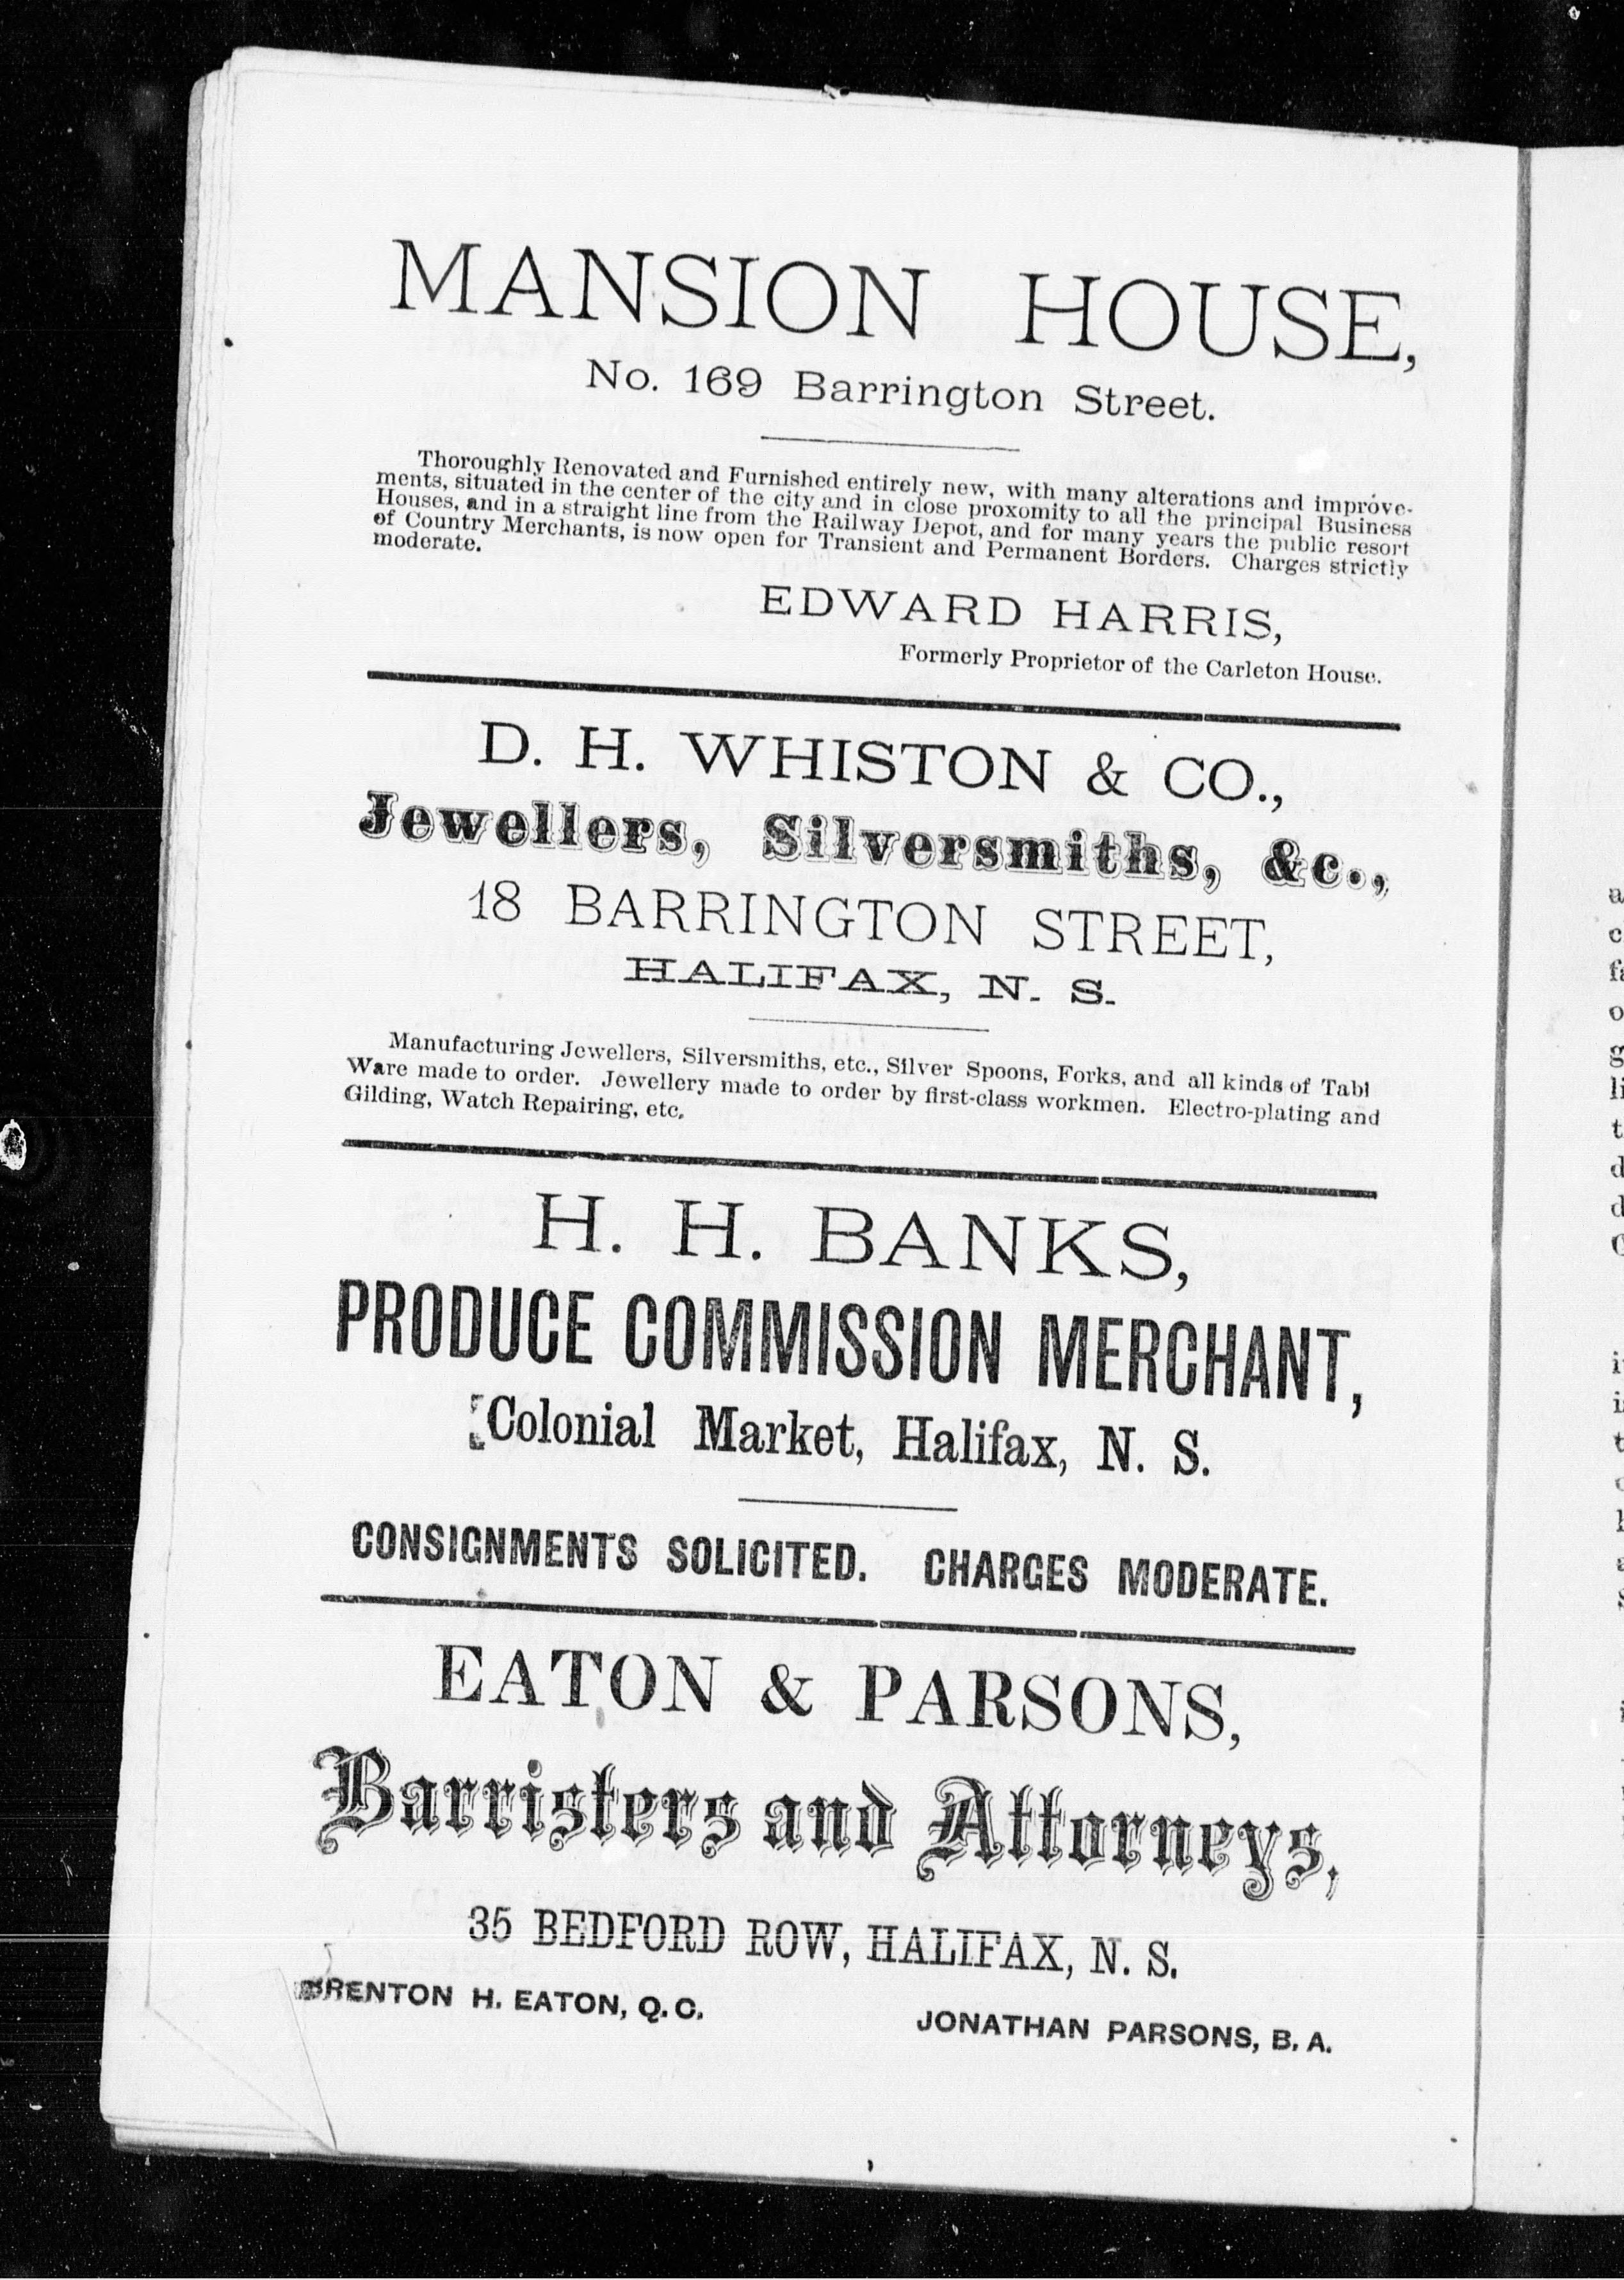 MANSION HOUSE,
No. 169 Barrington Street.
Thoroughly Renovated and Furnished entirely new, with many alterations and improve-
ments, situated in the center of the city and in close proxomity to all the principal Business
Houses, and in a straight line from the Railway Depot, and for many years the public resort
of Country Merchants, is now open for Transient and Permanent Borders. Charges strictly
moderate.
EDWARD HARRIS,
Formerly Proprietor of the Carleton House.
D. H. WHISTON & CO.,
Jewellers, Silversmiths, &c.,
18 BARRINGTON STREET,
HALIFAX, N. S.
Manufacturing Jewellers, Silversmiths, etc., Silver Spoons, Forks, and all kinds of Tabl
Ware made to order. Jewellery made to order by first-class workmen. Electro-plating and
Gilding, Watch Repairing, etc.
H. H. BANKS,
PRODUCE COMMISSION MERCHANT,
Colonial Market, Halifax, N. S.
CONSIGNMENTS SOLICITED. CHARGES MODERATE.
EATON & PARSONS,
Barristers and Attorneys,
35 BEDFORD ROW, HALIFAX, N. S.
BRENTON H. EATON, Q. C. JONATHAN PARSONS, B. A.